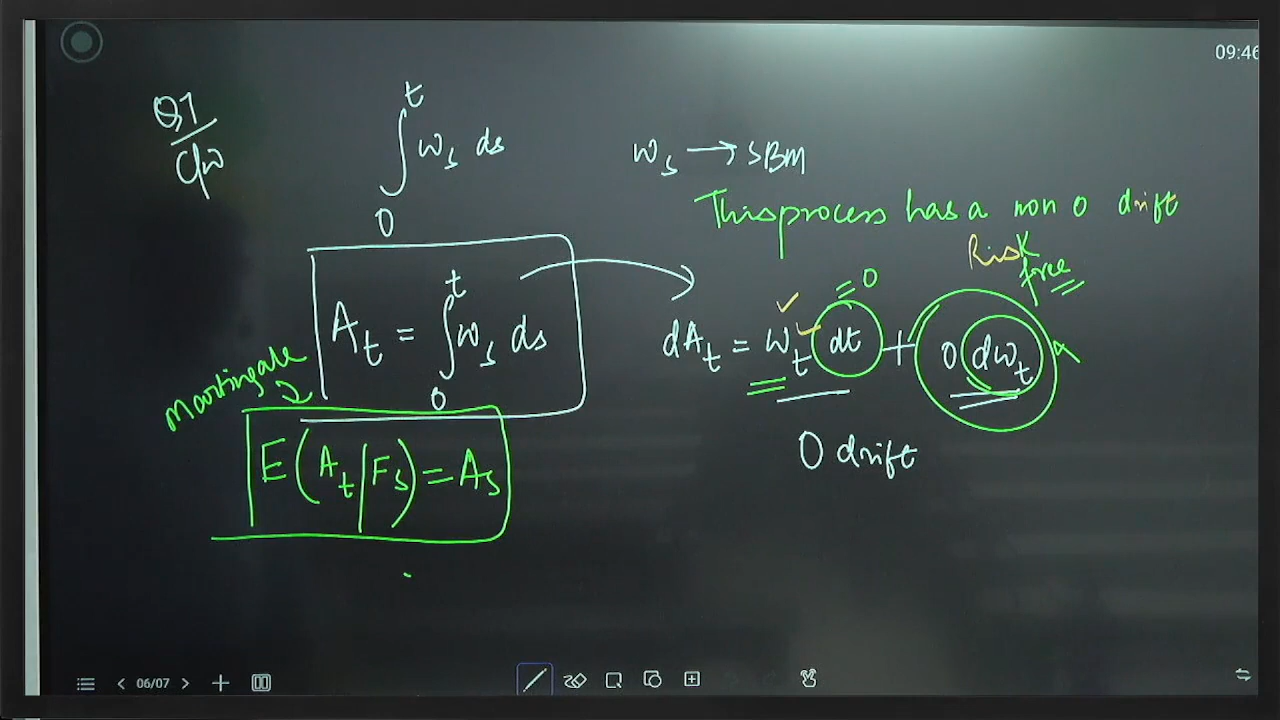 09:46
Q1
CW
∫₀ᵗ Wₛ ds
Wₛ → SBM
This process has a non 0 drift
Risk free
Aₜ = ∫₀ᵗ Wₛ ds
dAₜ = Wₜ dt + 0 dWₜ
= 0
0 drift
Martingale
E(Aₜ|Fₛ) = Aₛ
06/07